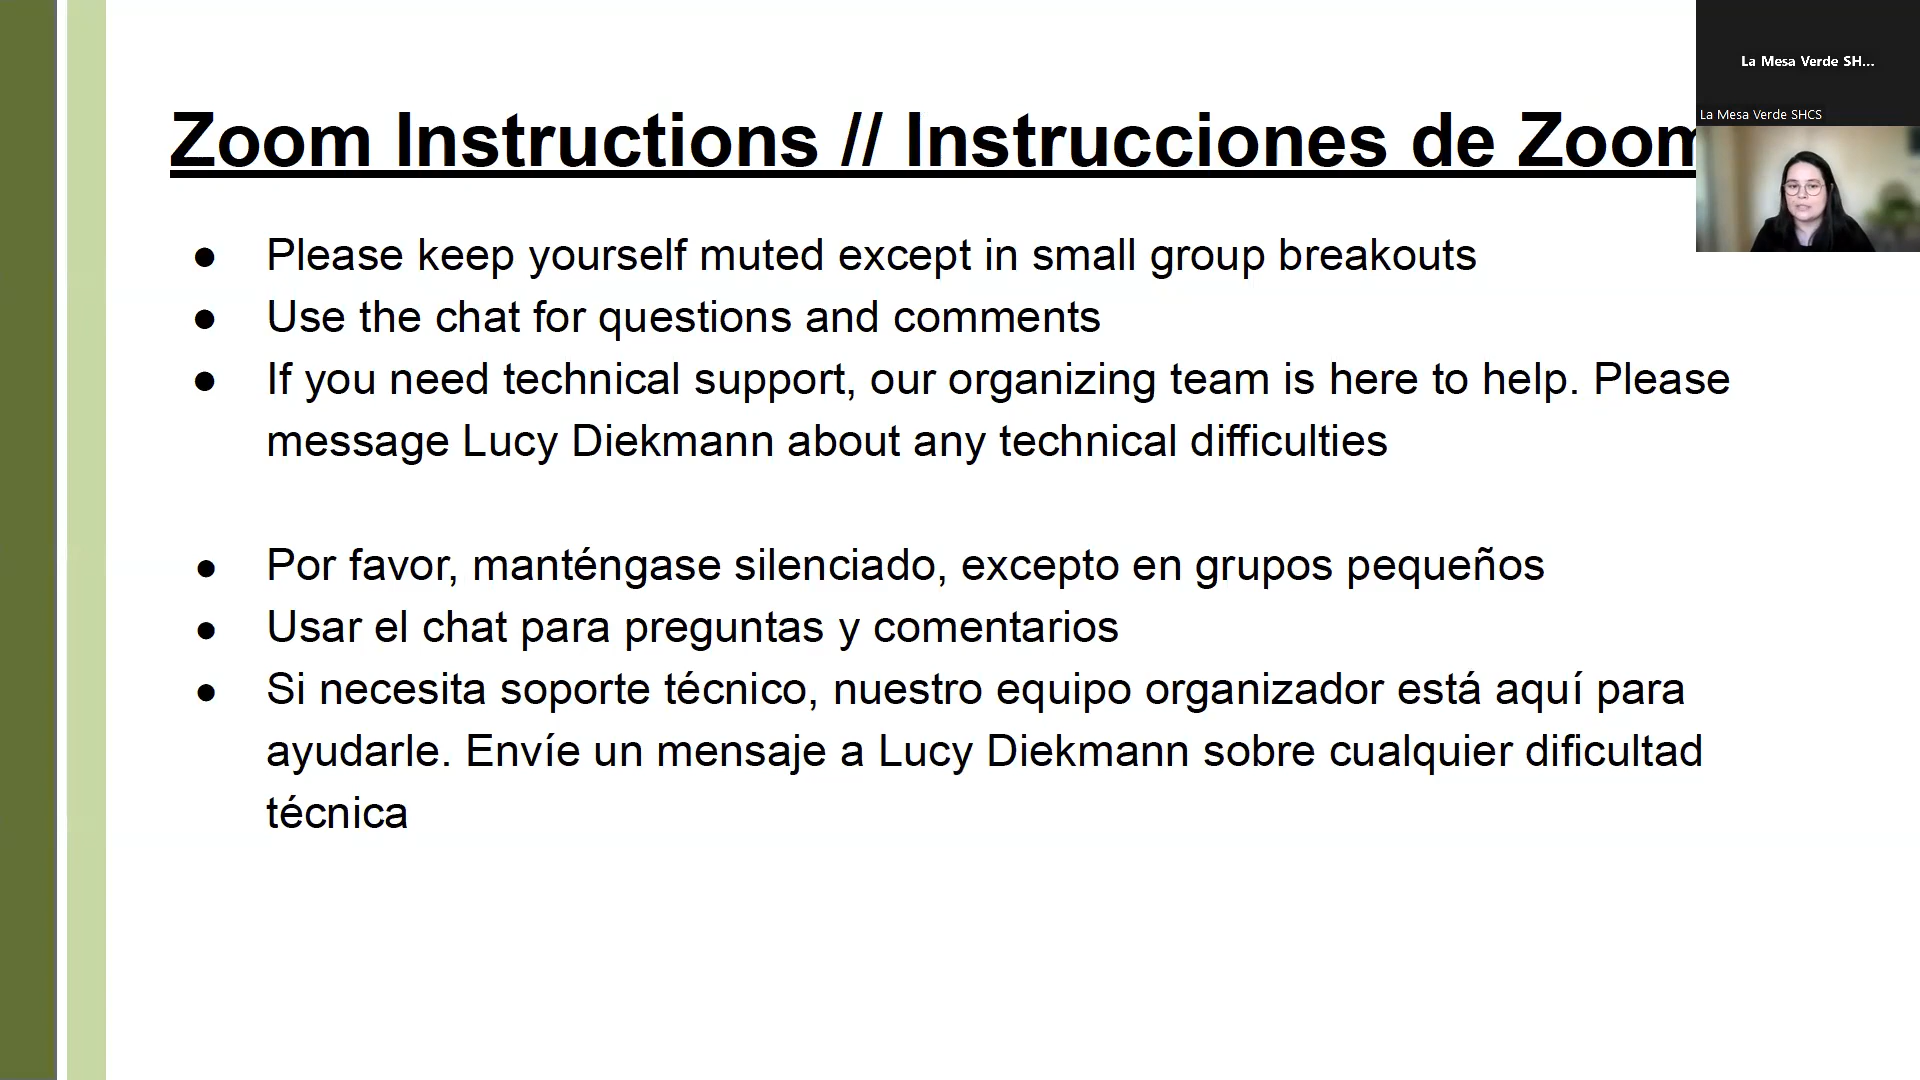 Zoom Instructions // Instrucciones de Zoom
La Mesa Verde SH...
La Mesa Verde SHCS
● Please keep yourself muted except in small group breakouts
● Use the chat for questions and comments
● If you need technical support, our organizing team is here to help. Please
message Lucy Diekmann about any technical difficulties
● Por favor, manténgase silenciado, excepto en grupos pequeños
● Usar el chat para preguntas y comentarios
● Si necesita soporte técnico, nuestro equipo organizador está aquí para
ayudarle. Envíe un mensaje a Lucy Diekmann sobre cualquier dificultad
técnica